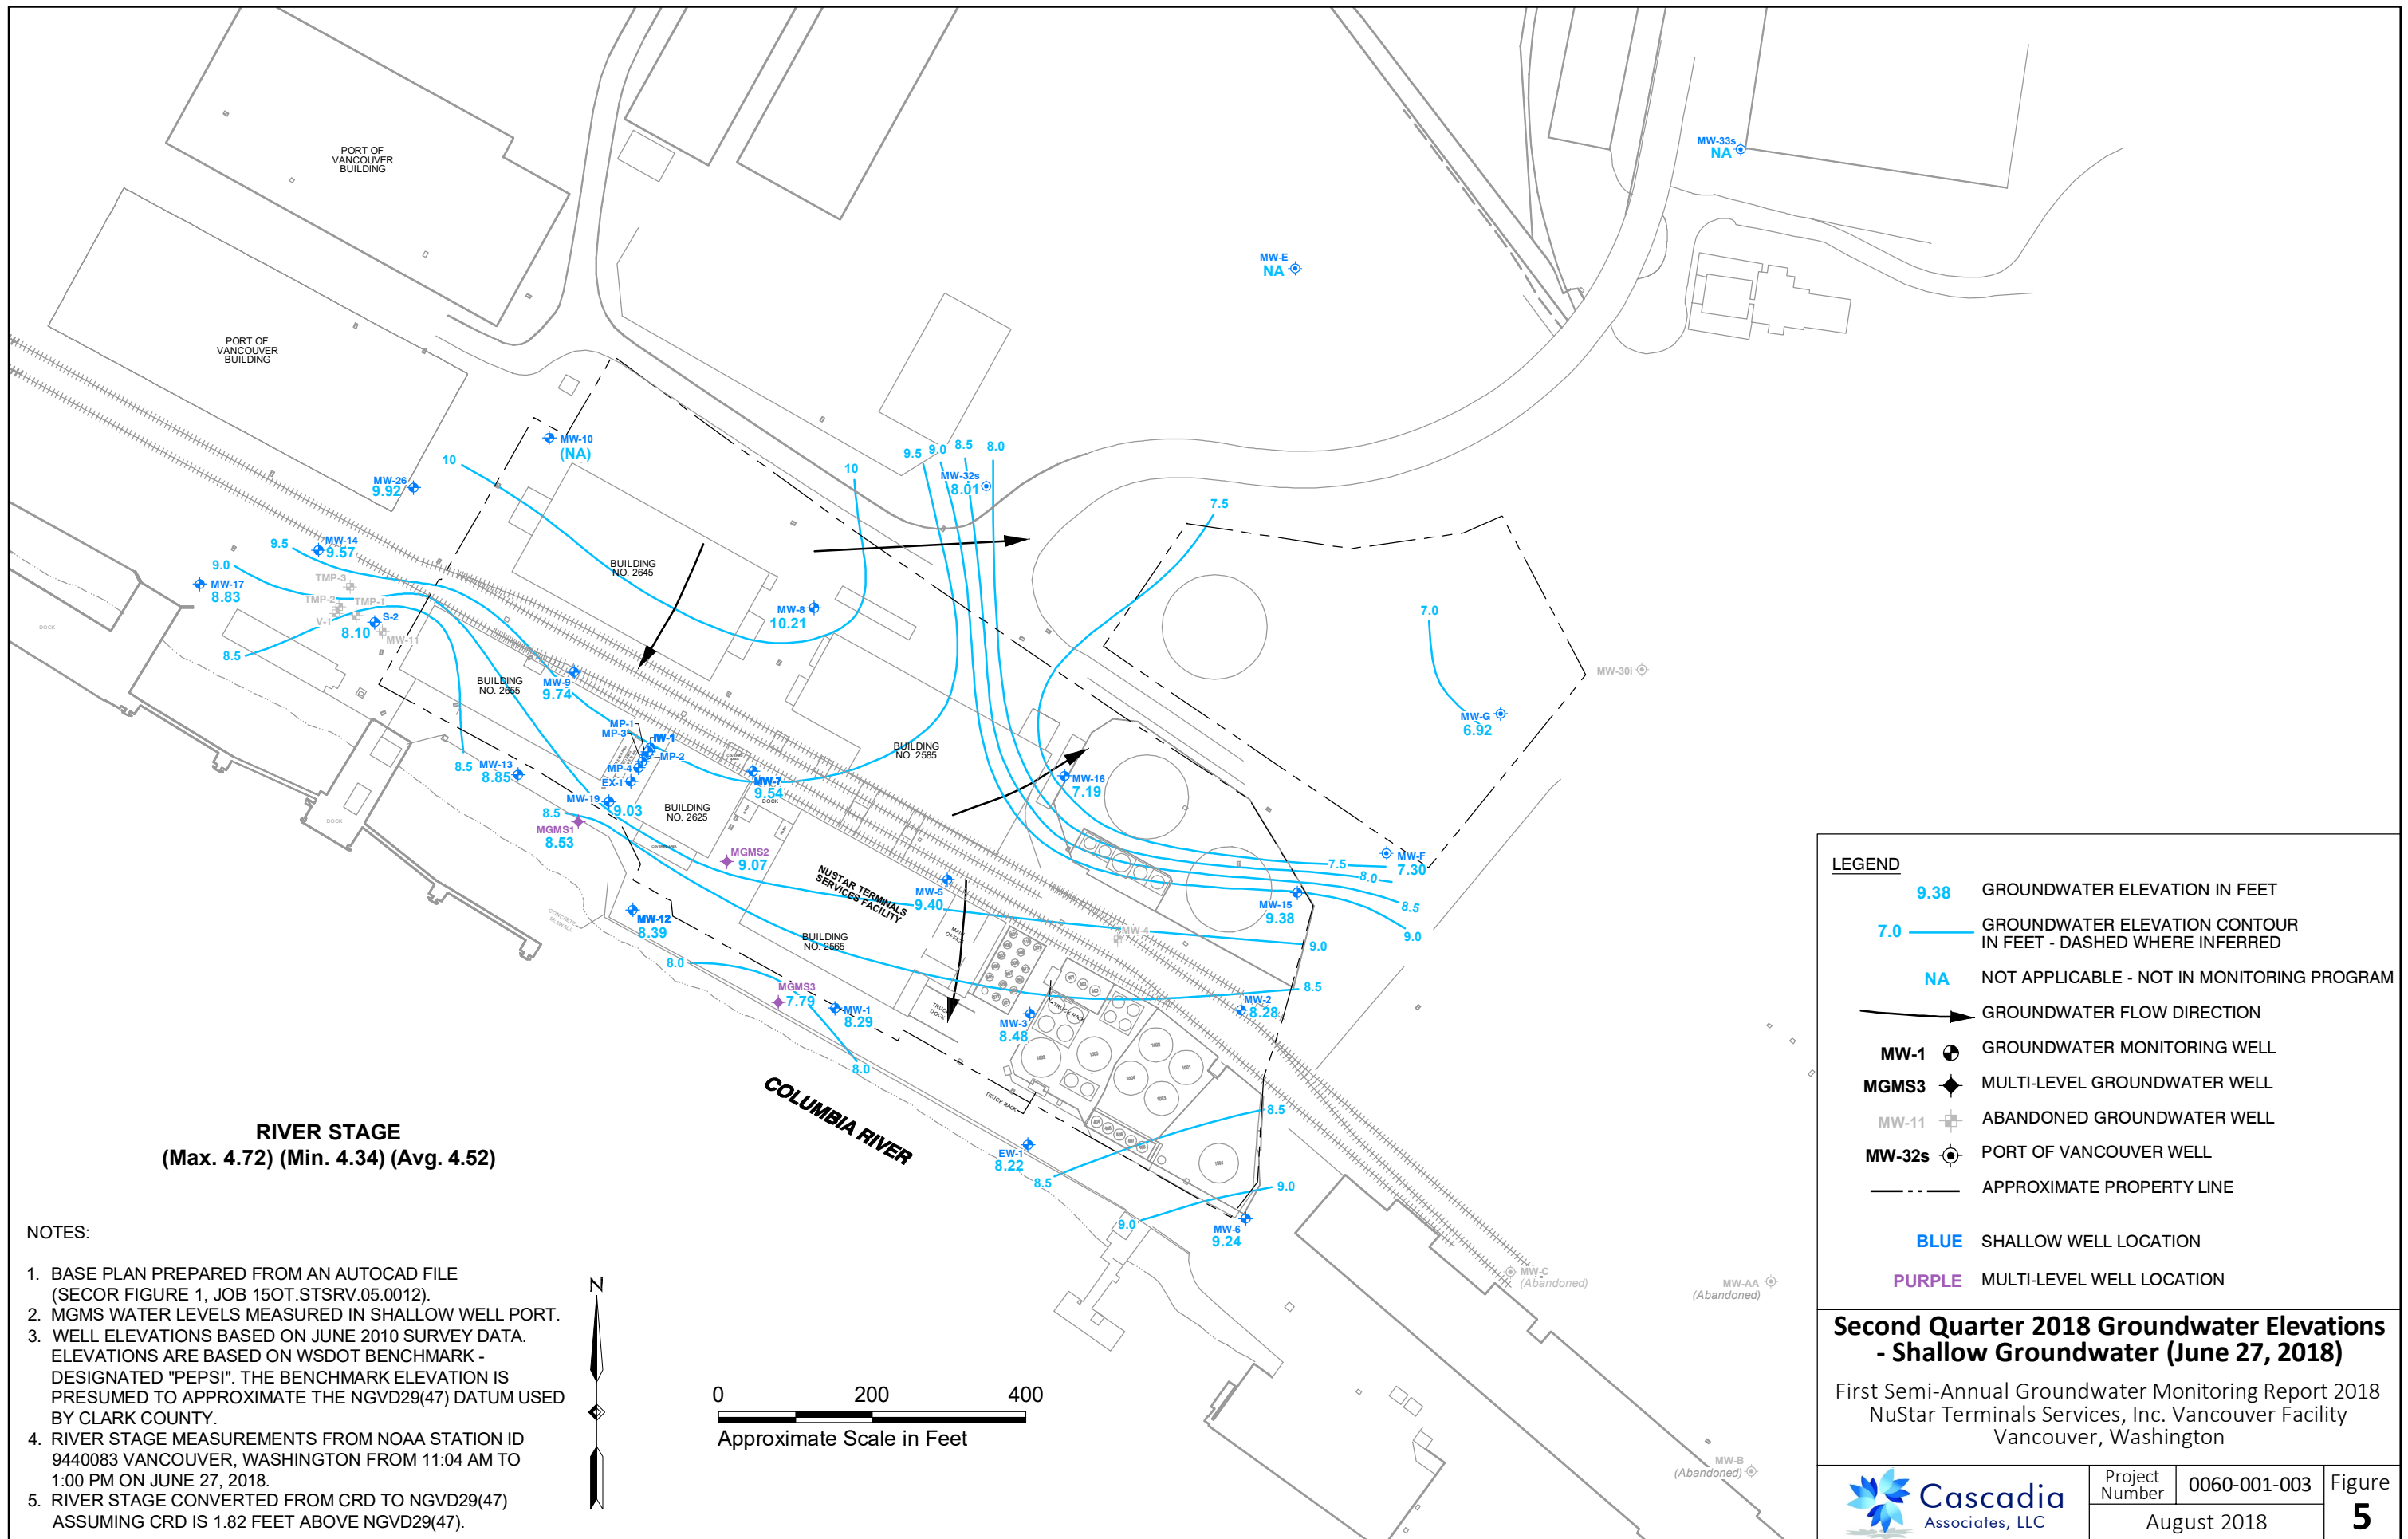 PORT OF
VANCOUVER
BUILDING
PORT OF
VANCOUVER
BUILDING
MW-33s
NA
MW-E
NA
MW-10
(NA)
10
MW-26
9.92
10
9.5
9.0
8.5
8.0
MW-32s
8.01
7.5
9.5
MW-14
9.57
9.0
MW-17
8.83
TMP-3
TMP-2
TMP-1
V-1
S-2
8.10
MW-11
8.5
BUILDING
NO. 2645
MW-8
10.21
7.0
MW-30i
MW-G
6.92
DOCK
BUILDING
NO. 2655
MW-9
9.74
MP-1
MP-3
IW-1
MP-2
MP-4
EX-1
BUILDING
NO. 2585
8.5
MW-13
8.85
MW-7
9.54
DOCK
MW-16
7.19
MW-19
9.03
BUILDING
NO. 2625
8.5
MGMS1
8.53
DOCK
MGMS2
9.07
NUSTAR TERMINALS
SERVICES FACILITY
MW-5
9.40
7.5
8.0
MW-F
7.30
MW-15
9.38
8.5
9.0
MW-12
8.39
CONCRETE
SEAWALL
BUILDING
NO. 2565
MAIN
OFFICE
MW-4
9.0
8.0
MGMS3
7.79
MW-1
8.29
TRUCK
DOCK
MW-3
8.48
TRUCK RACK
8.5
MW-2
8.28
8.0
TRUCK RACK
COLUMBIA RIVER
8.5
EW-1
8.22
8.5
9.0
9.0
MW-6
9.24
MW-C
(Abandoned)
MW-AA
(Abandoned)
MW-B
(Abandoned)
RIVER STAGE
(Max. 4.72) (Min. 4.34) (Avg. 4.52)
NOTES:
1. BASE PLAN PREPARED FROM AN AUTOCAD FILE
(SECOR FIGURE 1, JOB 15OT.STSRV.05.0012).
2. MGMS WATER LEVELS MEASURED IN SHALLOW WELL PORT.
3. WELL ELEVATIONS BASED ON JUNE 2010 SURVEY DATA.
ELEVATIONS ARE BASED ON WSDOT BENCHMARK -
DESIGNATED "PEPSI". THE BENCHMARK ELEVATION IS
PRESUMED TO APPROXIMATE THE NGVD29(47) DATUM USED
BY CLARK COUNTY.
4. RIVER STAGE MEASUREMENTS FROM NOAA STATION ID
9440083 VANCOUVER, WASHINGTON FROM 11:04 AM TO
1:00 PM ON JUNE 27, 2018.
5. RIVER STAGE CONVERTED FROM CRD TO NGVD29(47)
ASSUMING CRD IS 1.82 FEET ABOVE NGVD29(47).
N
0 200 400
Approximate Scale in Feet
LEGEND
9.38 GROUNDWATER ELEVATION IN FEET
7.0 GROUNDWATER ELEVATION CONTOUR
IN FEET - DASHED WHERE INFERRED
NA NOT APPLICABLE - NOT IN MONITORING PROGRAM
GROUNDWATER FLOW DIRECTION
MW-1 GROUNDWATER MONITORING WELL
MGMS3 MULTI-LEVEL GROUNDWATER WELL
MW-11 ABANDONED GROUNDWATER WELL
MW-32s PORT OF VANCOUVER WELL
APPROXIMATE PROPERTY LINE
BLUE SHALLOW WELL LOCATION
PURPLE MULTI-LEVEL WELL LOCATION
Second Quarter 2018 Groundwater Elevations
- Shallow Groundwater (June 27, 2018)
First Semi-Annual Groundwater Monitoring Report 2018
NuStar Terminals Services, Inc. Vancouver Facility
Vancouver, Washington
Cascadia
Associates, LLC
Project
Number
0060-001-003
August 2018
Figure
5